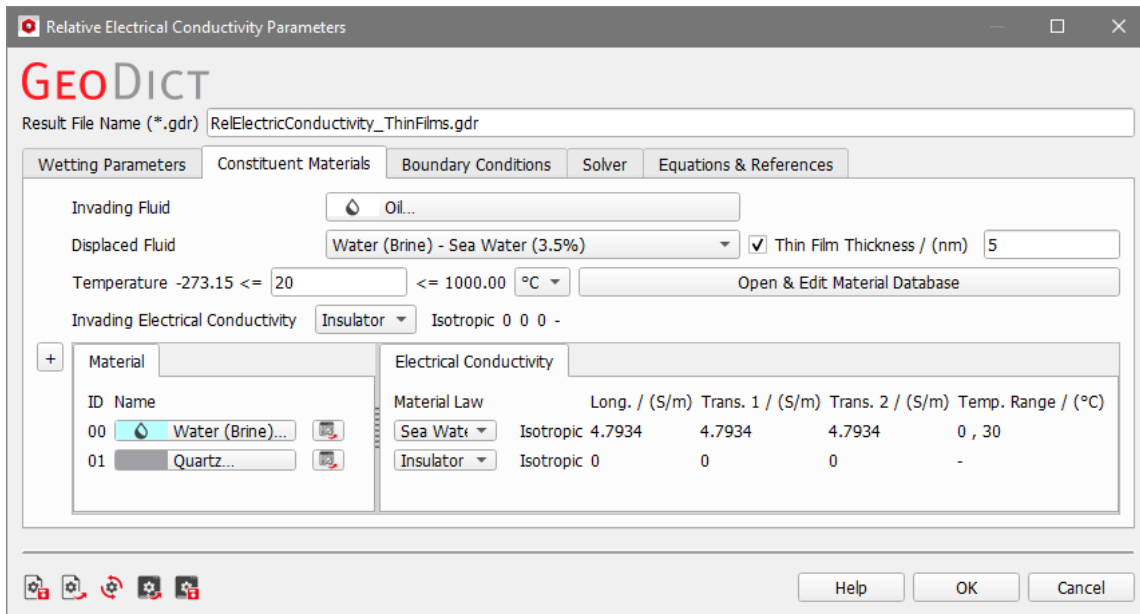 Relative Electrical Conductivity Parameters
GEODICT
Result File Name (*.gdr) RelElectricConductivity_ThinFilms.gdr
Wetting Parameters Constituent Materials Boundary Conditions Solver Equations & References
Invading Fluid Oil...
Displaced Fluid Water (Brine) - Sea Water (3.5%) Thin Film Thickness / (nm) 5
Temperature -273.15 <= 20 <= 1000.00 °C Open & Edit Material Database
Invading Electrical Conductivity Insulator Isotropic 0 0 0 -
+ Material Electrical Conductivity
ID Name Material Law Long. / (S/m) Trans. 1 / (S/m) Trans. 2 / (S/m) Temp. Range / (°C)
00 Water (Brine)... Sea Wate Isotropic 4.7934 4.7934 4.7934 0 , 30
01 Quartz... Insulator Isotropic 0 0 0 -
Help OK Cancel